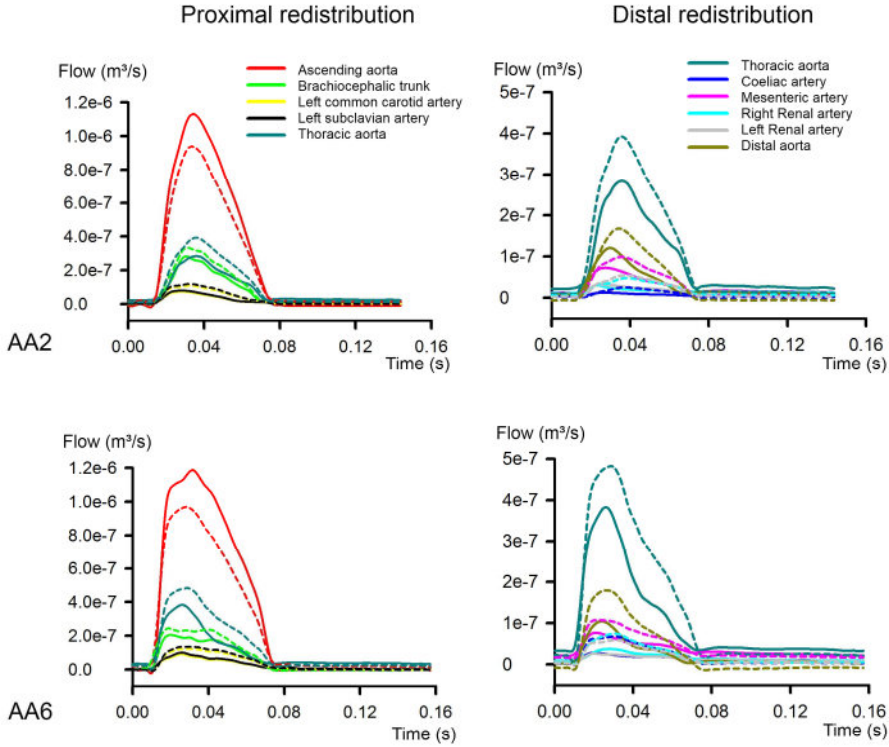 Proximal redistribution
Distal redistribution
Flow (m³/s)
Ascending aorta
Brachiocephalic trunk
Left common carotid artery
Left subclavian artery
Thoracic aorta
1.2e-6
1.0e-6
8.0e-7
6.0e-7
4.0e-7
2.0e-7
0.0
0.00 0.04 0.08 0.12 0.16
Time (s)
AA2
Flow (m³/s)
Thoracic aorta
Coeliac artery
Mesenteric artery
Right Renal artery
Left Renal artery
Distal aorta
5e-7
4e-7
3e-7
2e-7
1e-7
0
0.00 0.04 0.08 0.12 0.16
Time (s)
Flow (m³/s)
1.2e-6
1.0e-6
8.0e-7
6.0e-7
4.0e-7
2.0e-7
0.0
0.00 0.04 0.08 0.12 0.16
Time (s)
AA6
Flow (m³/s)
5e-7
4e-7
3e-7
2e-7
1e-7
0
0.00 0.04 0.08 0.12 0.16
Time (s)